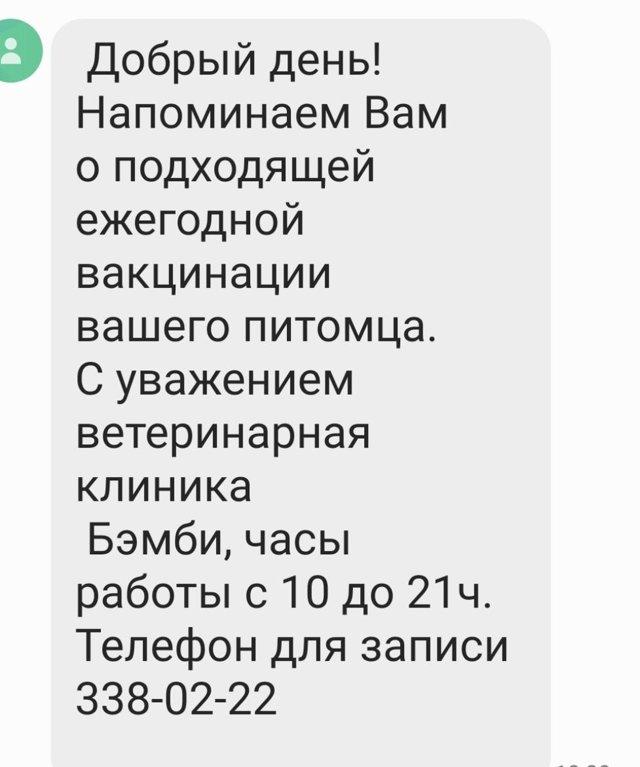 Добрый день!
Напоминаем Вам
о подходящей
ежегодной
вакцинации
вашего питомца.
С уважением
ветеринарная
клиника
Бэмби, часы
работы с 10 до 21ч.
Телефон для записи
338-02-22